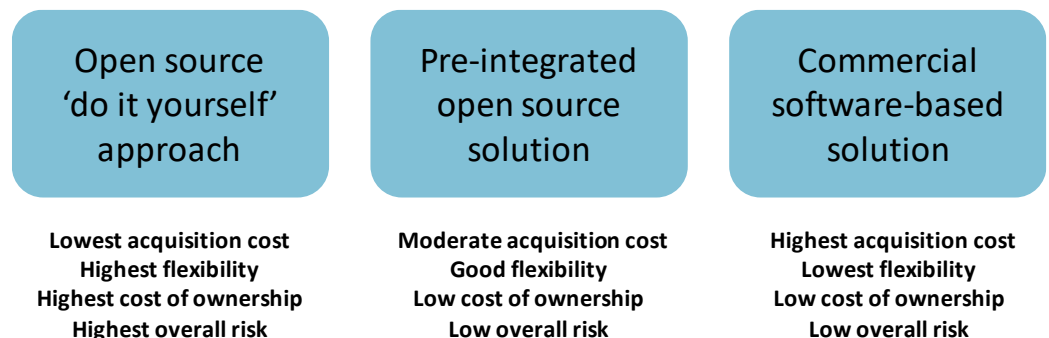 Open source
‘do it yourself’
approach
Lowest acquisition cost
Highest flexibility
Highest cost of ownership
Highest overall risk
Pre-integrated
open source
solution
Moderate acquisition cost
Good flexibility
Low cost of ownership
Low overall risk
Commercial
software-based
solution
Highest acquisition cost
Lowest flexibility
Low cost of ownership
Low overall risk